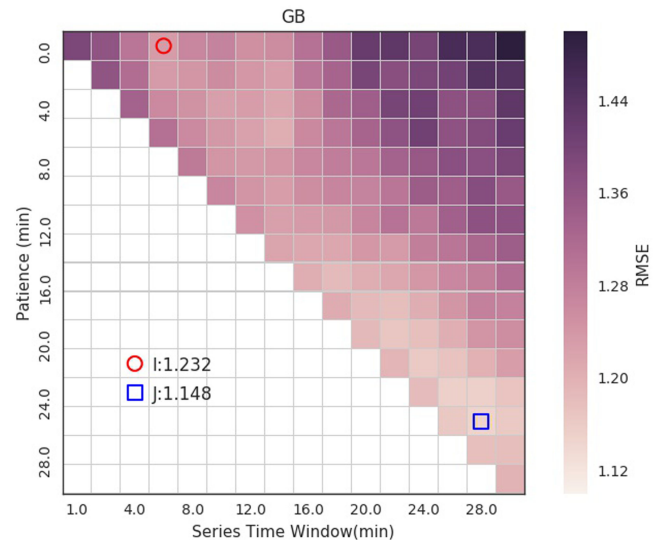 GB
0.0
4.0
8.0
12.0
16.0
20.0
24.0
28.0
Patience (min)
I:1.232
J:1.148
1.0 4.0 8.0 12.0 16.0 20.0 24.0 28.0
Series Time Window(min)
1.44
1.36
1.28
1.20
1.12
RMSE